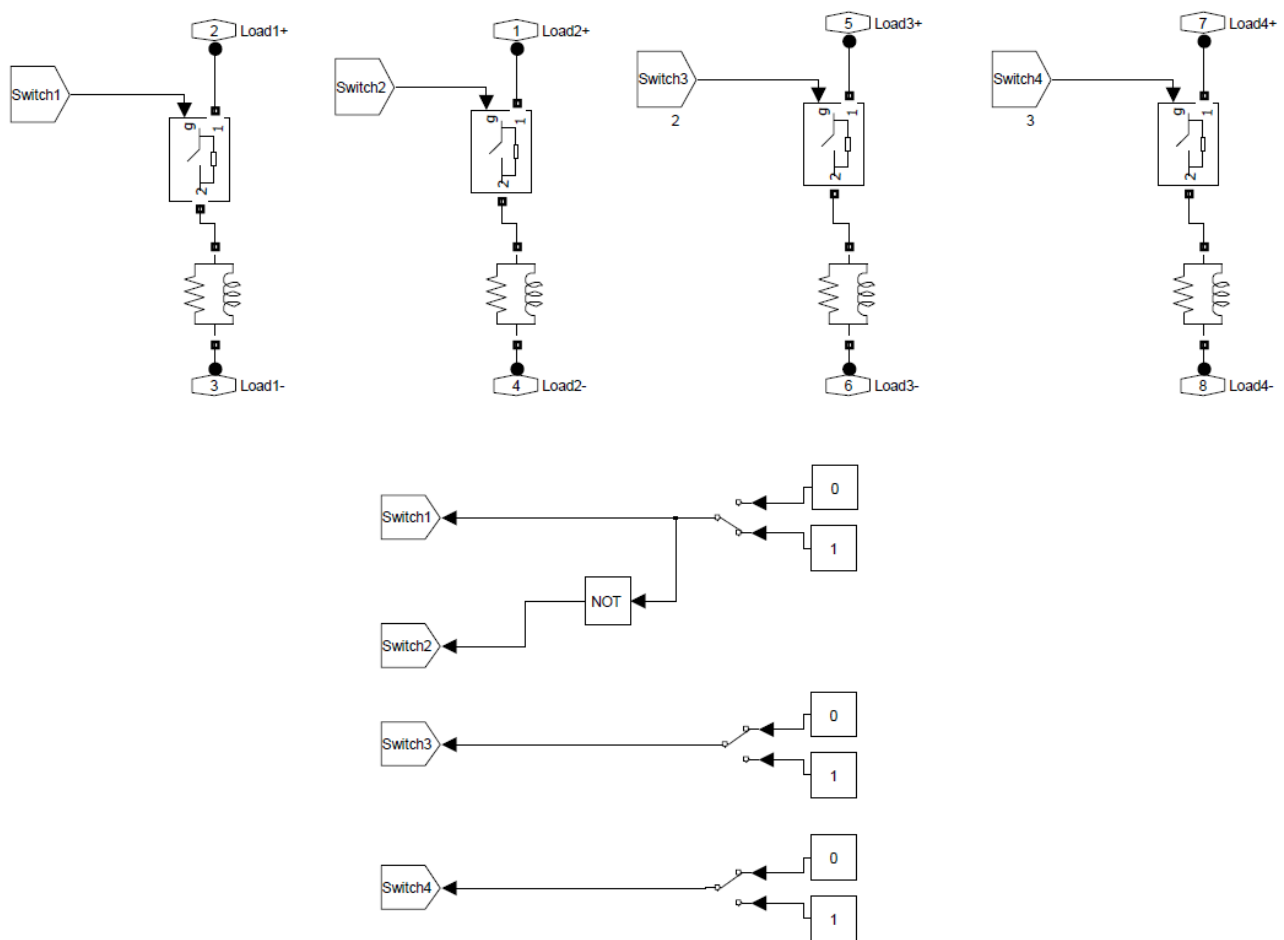 2 Load1+
1 Load2+
5 Load3+
7 Load4+
Switch1
Switch2
Switch3
Switch4
2
3
g 1
2
g 1
2
g 1
2
g 1
2
3 Load1-
4 Load2-
6 Load3-
8 Load4-
0
Switch1
1
NOT
Switch2
0
Switch3
1
0
Switch4
1